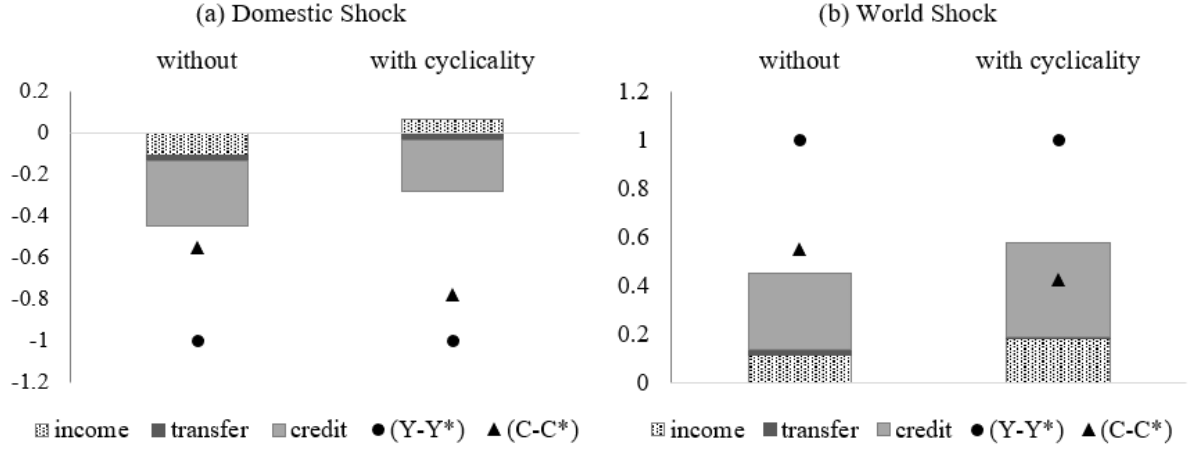 (a) Domestic Shock
without with cyclicality
0.2
0
-0.2
-0.4
-0.6
-0.8
-1
-1.2
income transfer credit (Y-Y*) (C-C*)
(b) World Shock
without with cyclicality
1.2
1
0.8
0.6
0.4
0.2
0
income transfer credit (Y-Y*) (C-C*)